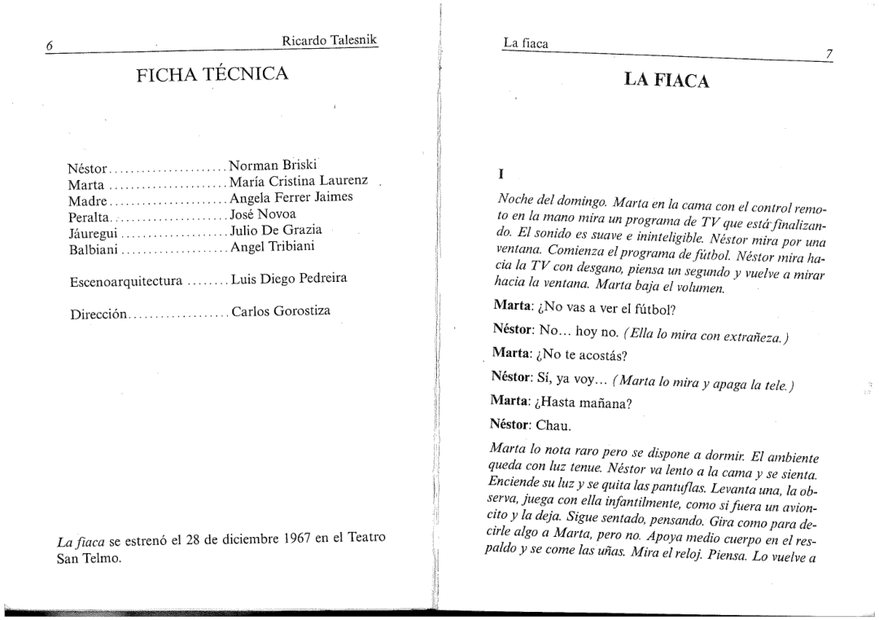 6 Ricardo Talesnik
FICHA TÉCNICA
Néstor...................... Norman Briski
Marta ...................... María Cristina Laurenz
Madre...................... Angela Ferrer Jaimes
Peralta...................... José Novoa
Jáuregui .................... Julio De Grazia
Balbiani .................... Angel Tribiani
Escenoarquitectura ........ Luis Diego Pedreira
Dirección................... Carlos Gorostiza
La fiaca se estrenó el 28 de diciembre 1967 en el Teatro
San Telmo.
La fiaca 7
LA FIACA
I
Noche del domingo. Marta en la cama con el control remo-
to en la mano mira un programa de TV que está finalizan-
do. El sonido es suave e ininteligible. Néstor mira por una
ventana. Comienza el programa de fútbol. Néstor mira ha-
cia la TV con desgano, piensa un segundo y vuelve a mirar
hacia la ventana. Marta baja el volumen.
Marta: ¿No vas a ver el fútbol?
Néstor: No... hoy no. (Ella lo mira con extrañeza.)
Marta: ¿No te acostás?
Néstor: Sí, ya voy... (Marta lo mira y apaga la tele.)
Marta: ¿Hasta mañana?
Néstor: Chau.
Marta lo nota raro pero se dispone a dormir. El ambiente
queda con luz tenue. Néstor va lento a la cama y se sienta.
Enciende su luz y se quita las pantuflas. Levanta una, la ob-
serva, juega con ella infantilmente, como si fuera un avion-
cito y la deja. Sigue sentado, pensando. Gira como para de-
cirle algo a Marta, pero no. Apoya medio cuerpo en el res-
paldo y se come las uñas. Mira el reloj. Piensa. Lo vuelve a